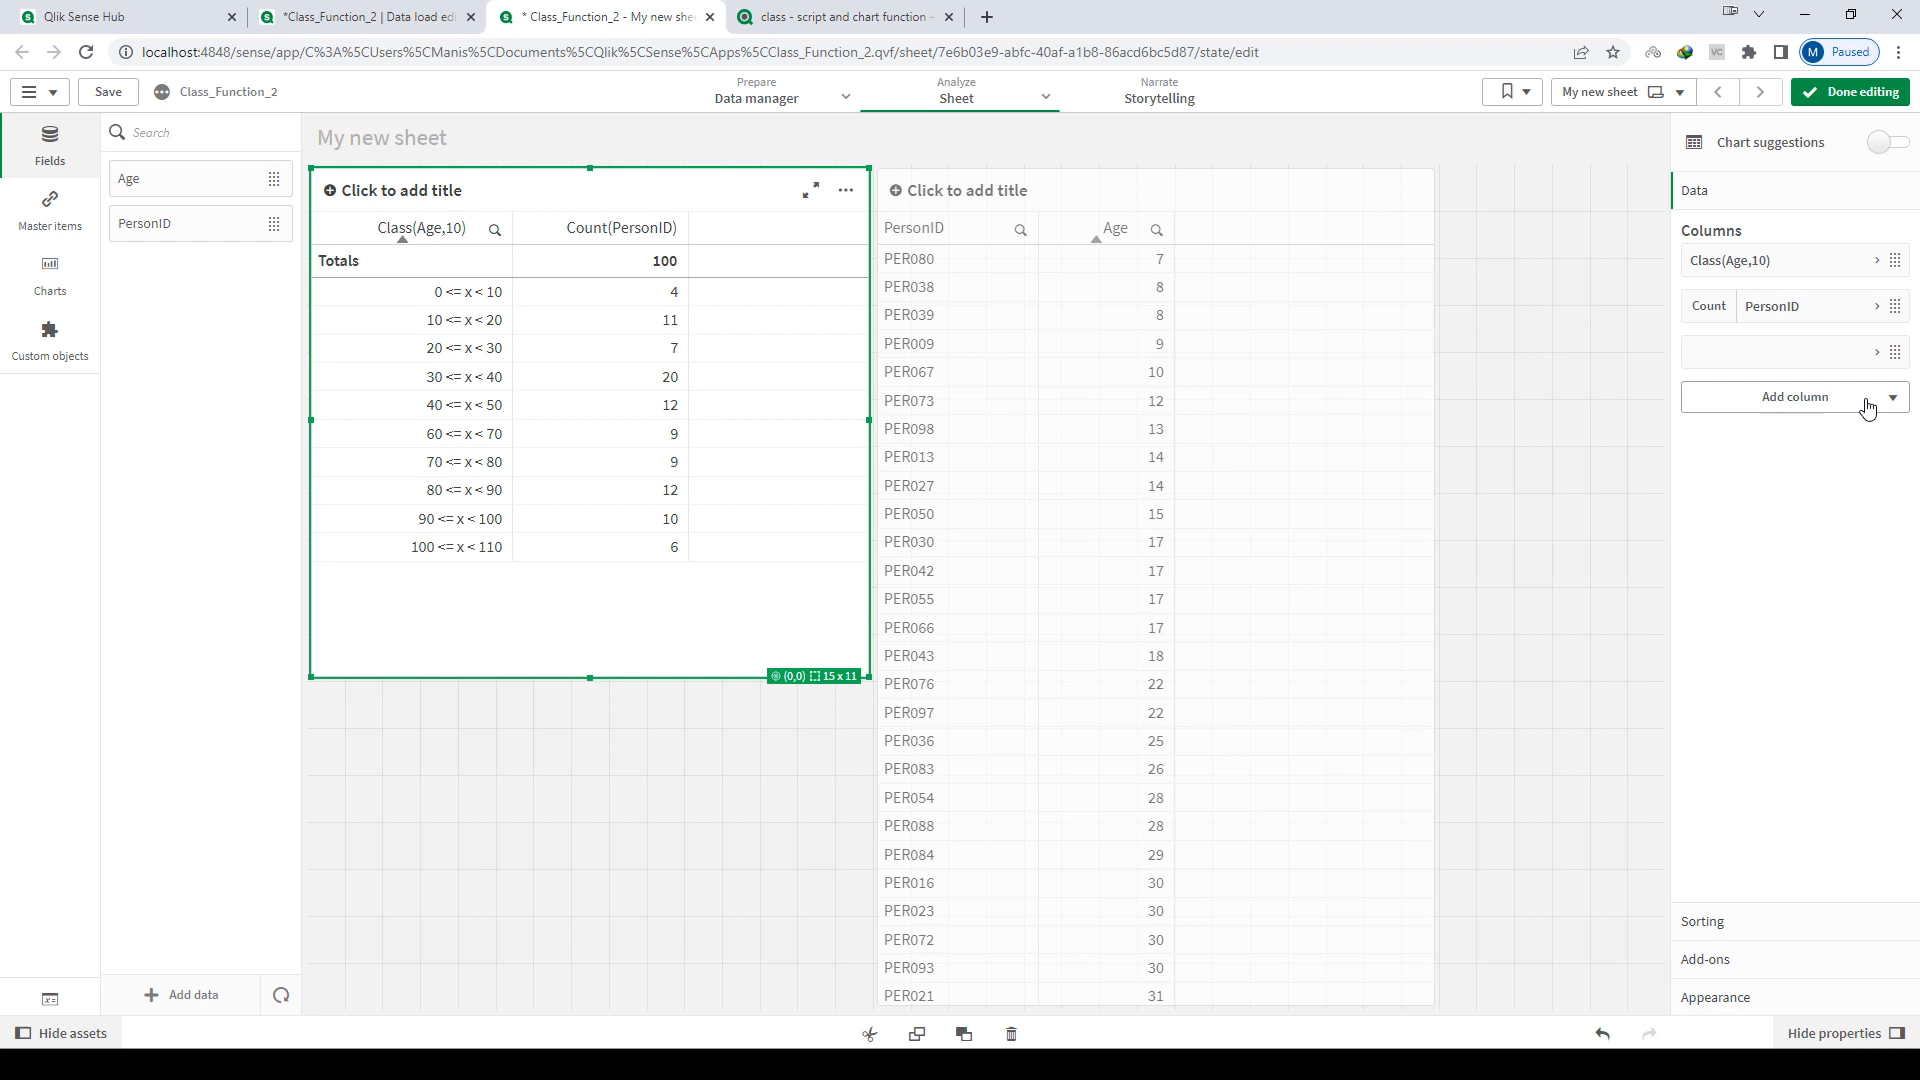 Qlik Sense Hub
*Class_Function_2 | Data load edi
* Class_Function_2 - My new she
class - script and chart function -
localhost:4848/sense/app/C%3A%5CUsers%5CManis%5CDocuments%5CQlik%5CSense%5CApps%5CClass_Function_2.qvf/sheet/7e6b03e9-abfc-40af-a1b8-86acd6bc5d87/state/edit
VC
M Paused
Save
Class_Function_2
Prepare
Data manager
Analyze
Sheet
Narrate
Storytelling
My new sheet
Done editing
Fields
Master items
Charts
Custom objects
Search
Age
PersonID
My new sheet
Click to add title
Class(Age,10) Count(PersonID)
Totals 100
0 <= x < 10 4
10 <= x < 20 11
20 <= x < 30 7
30 <= x < 40 20
40 <= x < 50 12
60 <= x < 70 9
70 <= x < 80 9
80 <= x < 90 12
90 <= x < 100 10
100 <= x < 110 6
(0,0) 15 x 11
Click to add title
PersonID Age
PER080 7
PER038 8
PER039 8
PER009 9
PER067 10
PER073 12
PER098 13
PER013 14
PER027 14
PER050 15
PER030 17
PER042 17
PER055 17
PER066 17
PER043 18
PER076 22
PER097 22
PER036 25
PER083 26
PER054 28
PER088 28
PER084 29
PER016 30
PER023 30
PER072 30
PER093 30
PER021 31
Chart suggestions
Data
Columns
Class(Age,10)
Count PersonID
Add column
Sorting
Add-ons
Appearance
Add data
Hide assets
Hide properties